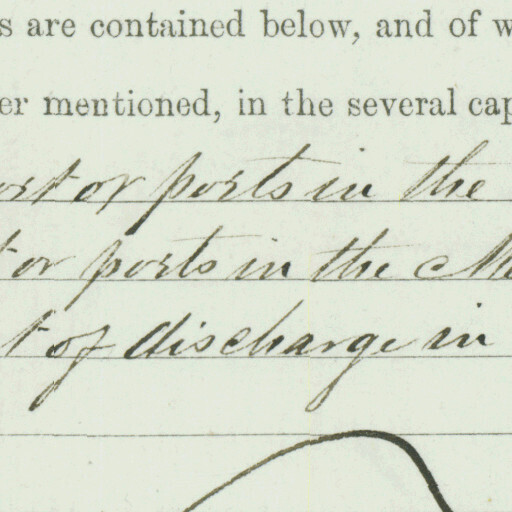 s are contained below, and of w
er mentioned, in the several cap
ort or ports in the
t or ports in the M
t of discharge in